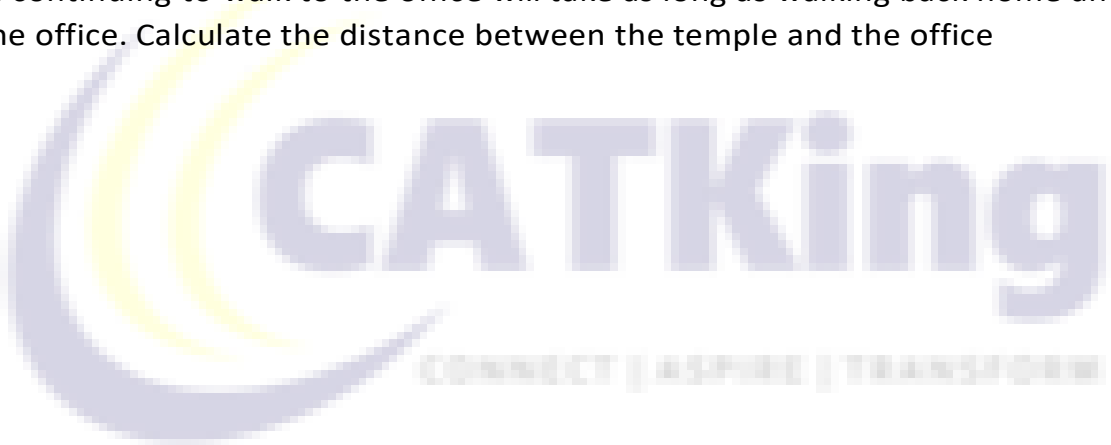 continuing to walk to the office will take as long as walking back home an
he office. Calculate the distance between the temple and the office
CATKing
CONNECT | ASPIRE | TRANSFORM